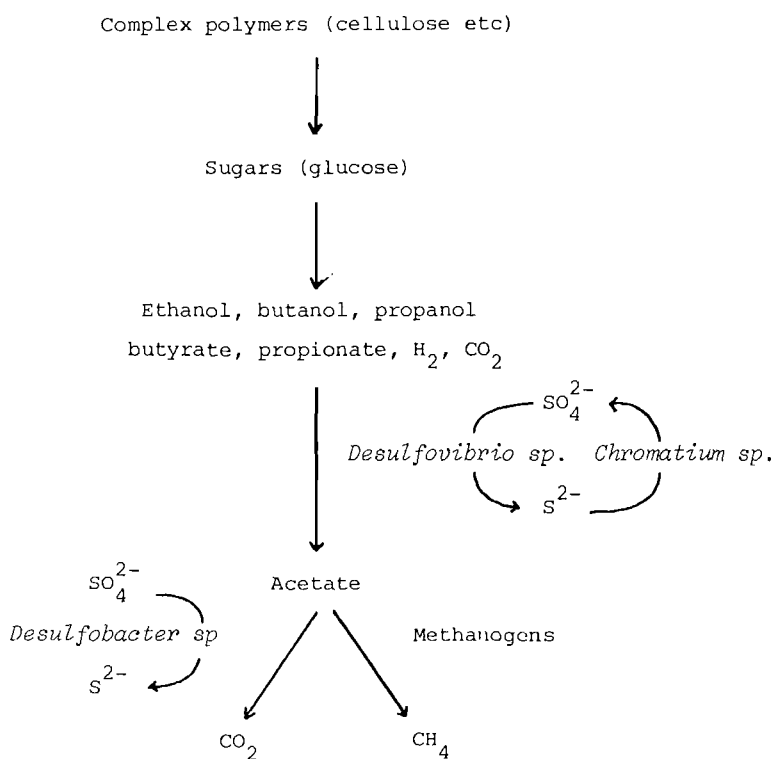 Complex polymers (cellulose etc)
Sugars (glucose)
Ethanol, butanol, propanol
butyrate, propionate, H₂, CO₂
SO₄²⁻
Desulfovibrio sp. Chromatium sp.
S²⁻
SO₄²⁻
Acetate
Desulfobacter sp
Methanogens
S²⁻
CO₂
CH₄